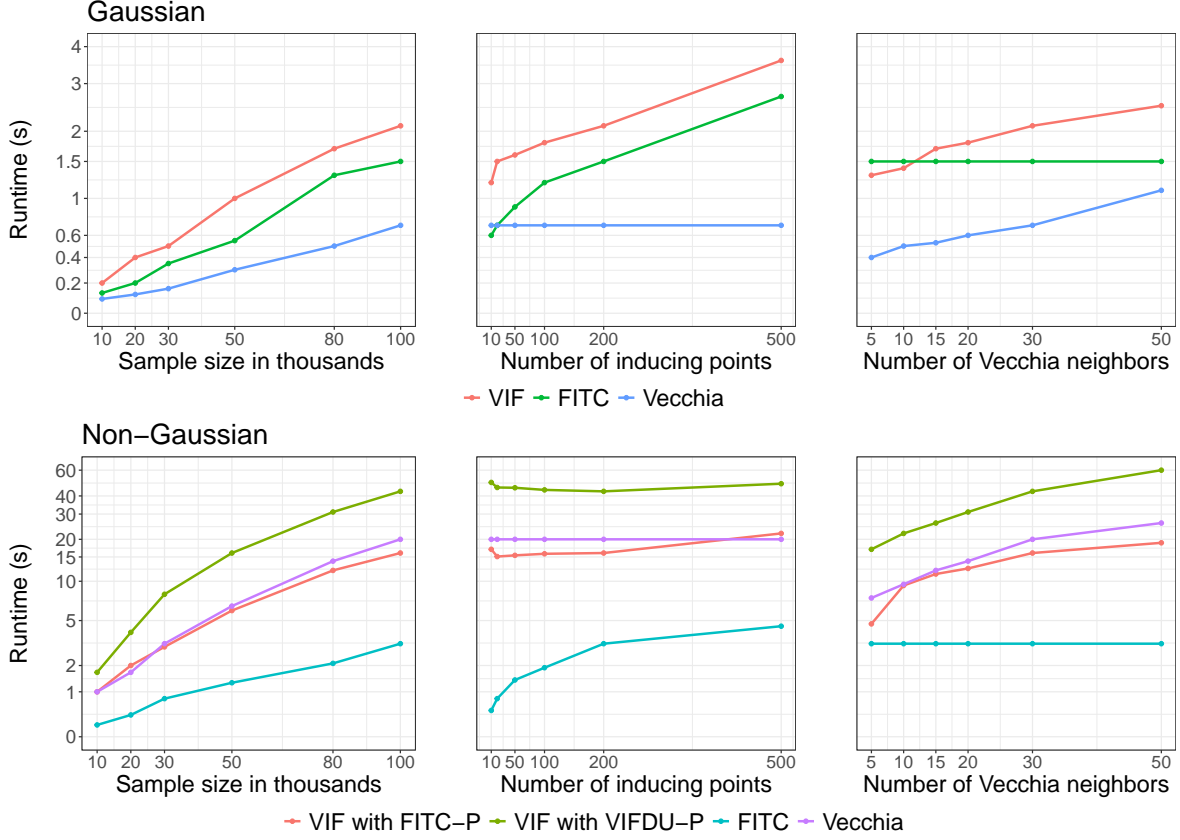 Gaussian
Runtime (s)
4
3
2
1.5
1
0.6
0.4
0.2
0
10 20 30 50 80 100
Sample size in thousands
10 50 100 200 500
Number of inducing points
5 10 15 20 30 50
Number of Vecchia neighbors
VIF FITC Vecchia
Non−Gaussian
Runtime (s)
60
40
30
20
15
10
5
2
1
0
10 20 30 50 80 100
Sample size in thousands
10 50 100 200 500
Number of inducing points
5 10 15 20 30 50
Number of Vecchia neighbors
VIF with FITC−P VIF with VIFDU−P FITC Vecchia